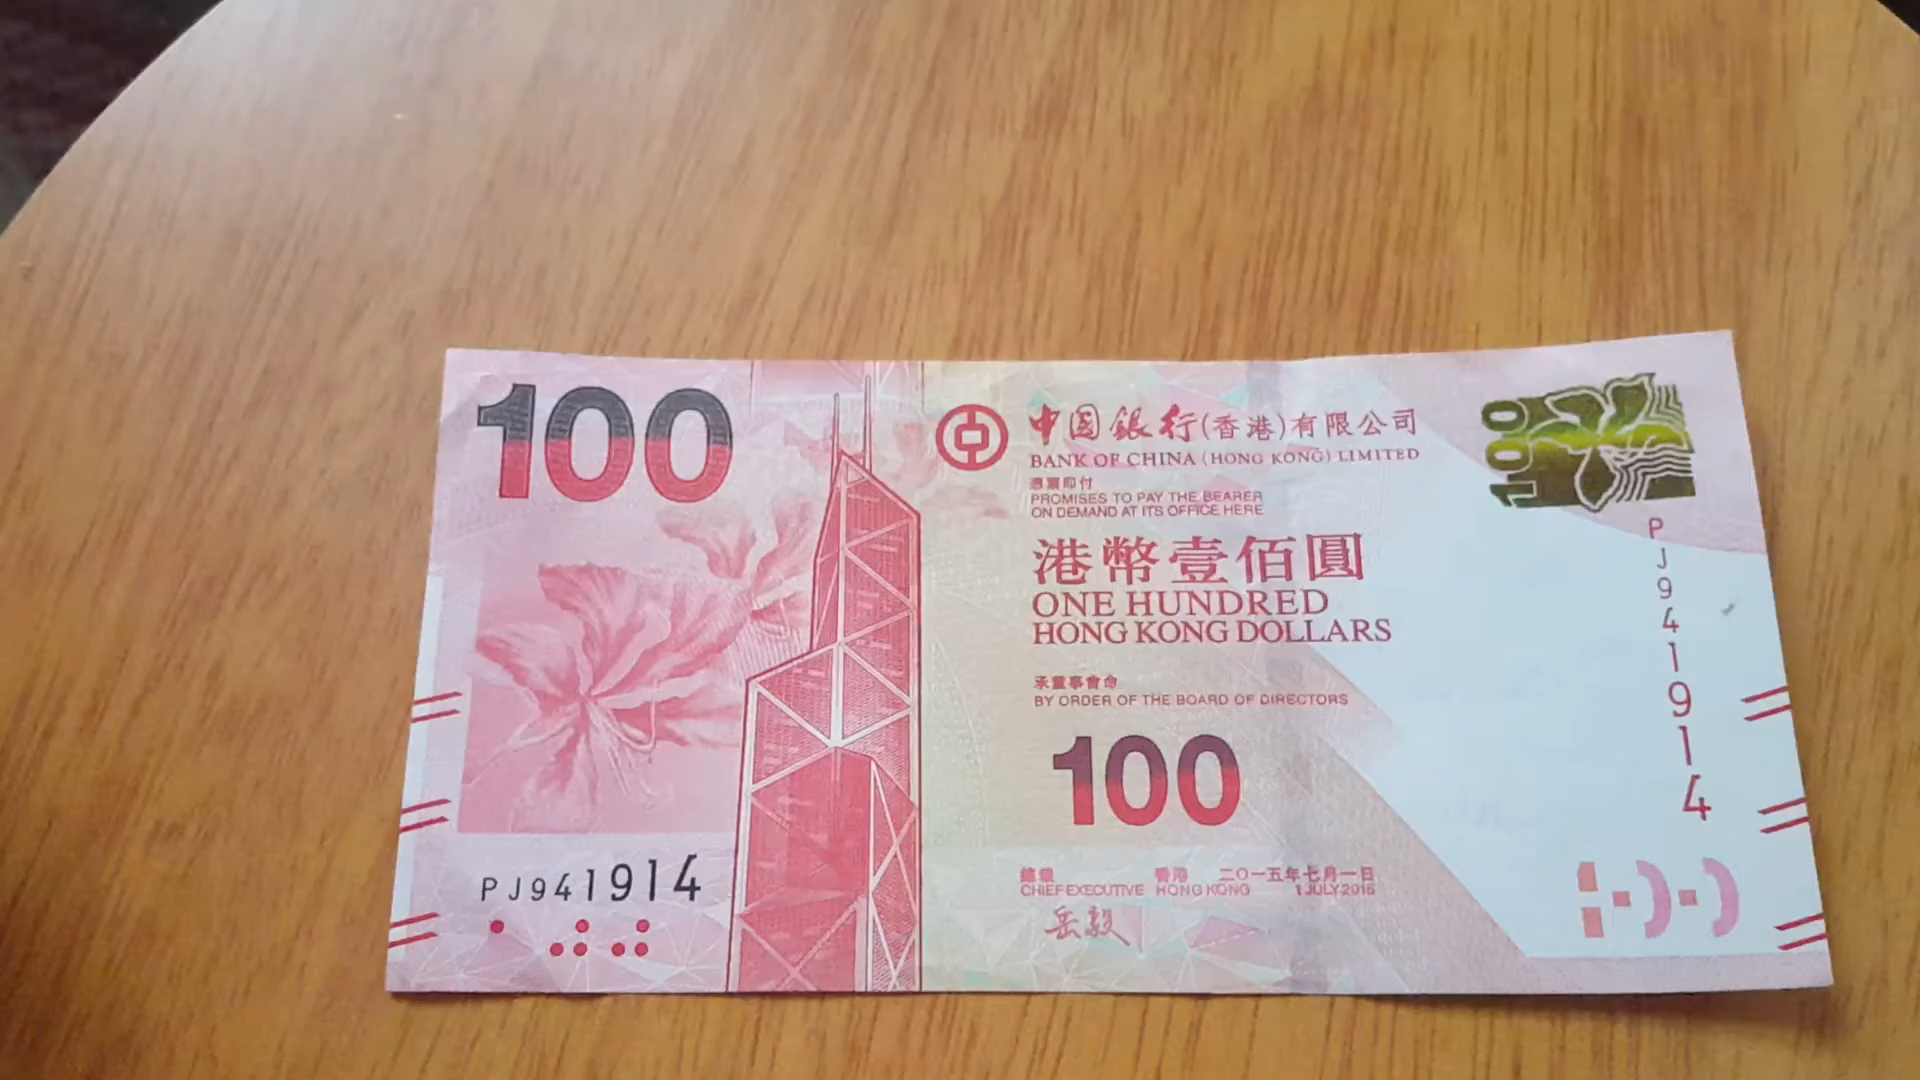 100
中国銀行(香港)有限公司
BANK OF CHINA (HONG KONG) LIMITED
憑票即付
PROMISES TO PAY THE BEARER
ON DEMAND AT ITS OFFICE HERE
港幣壹佰圓
ONE HUNDRED
HONG KONG DOLLARS
承董事會命
BY ORDER OF THE BOARD OF DIRECTORS
100
總裁 香港 二〇一五年七月一日
CHIEF EXECUTIVE HONG KONG 1 JULY 2015
岳毅
PJ941914
100
PJ941914